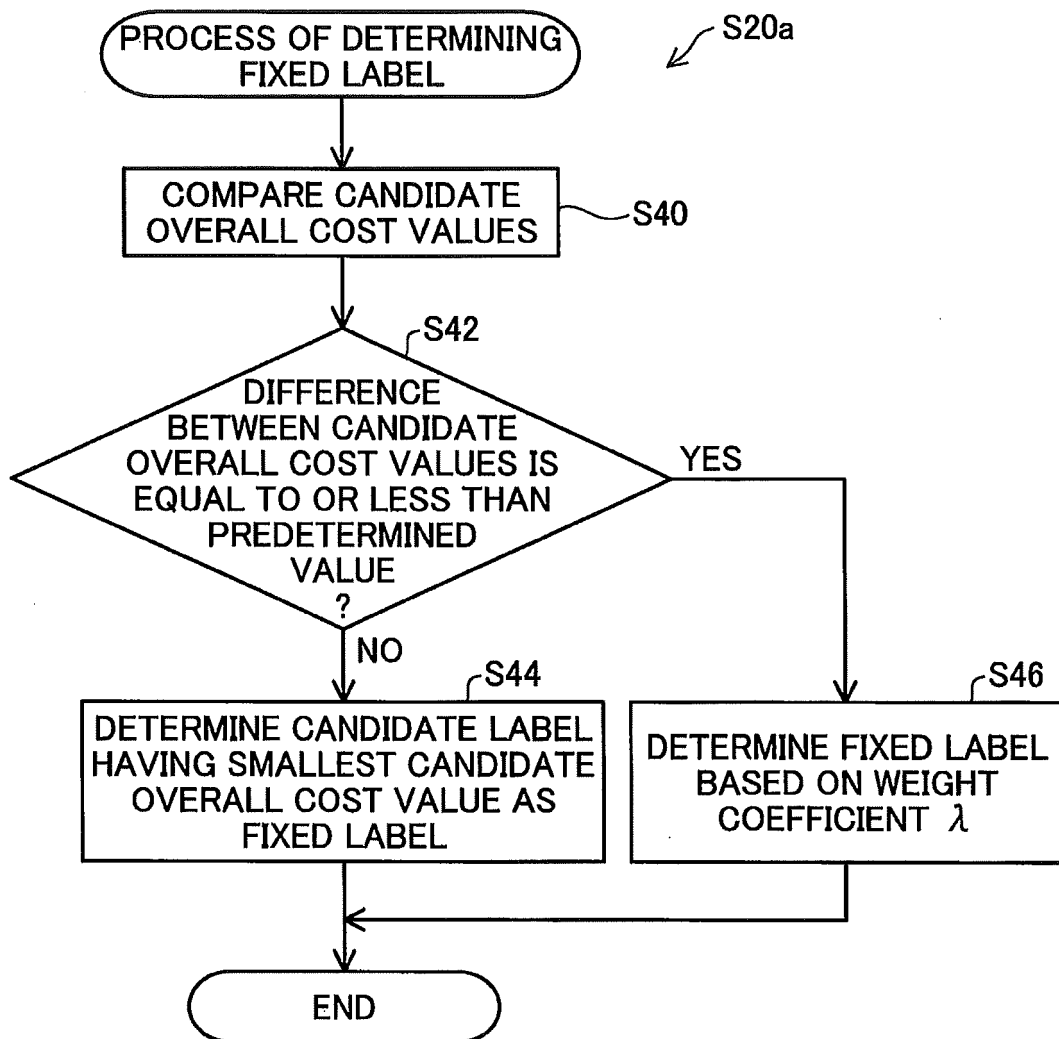 PROCESS OF DETERMINING
FIXED LABEL
S20a
COMPARE CANDIDATE
OVERALL COST VALUES
S40
S42
DIFFERENCE
BETWEEN CANDIDATE
OVERALL COST VALUES IS
EQUAL TO OR LESS THAN
PREDETERMINED
VALUE
?
YES
NO
S44
DETERMINE CANDIDATE LABEL
HAVING SMALLEST CANDIDATE
OVERALL COST VALUE AS
FIXED LABEL
S46
DETERMINE FIXED LABEL
BASED ON WEIGHT
COEFFICIENT λ
END